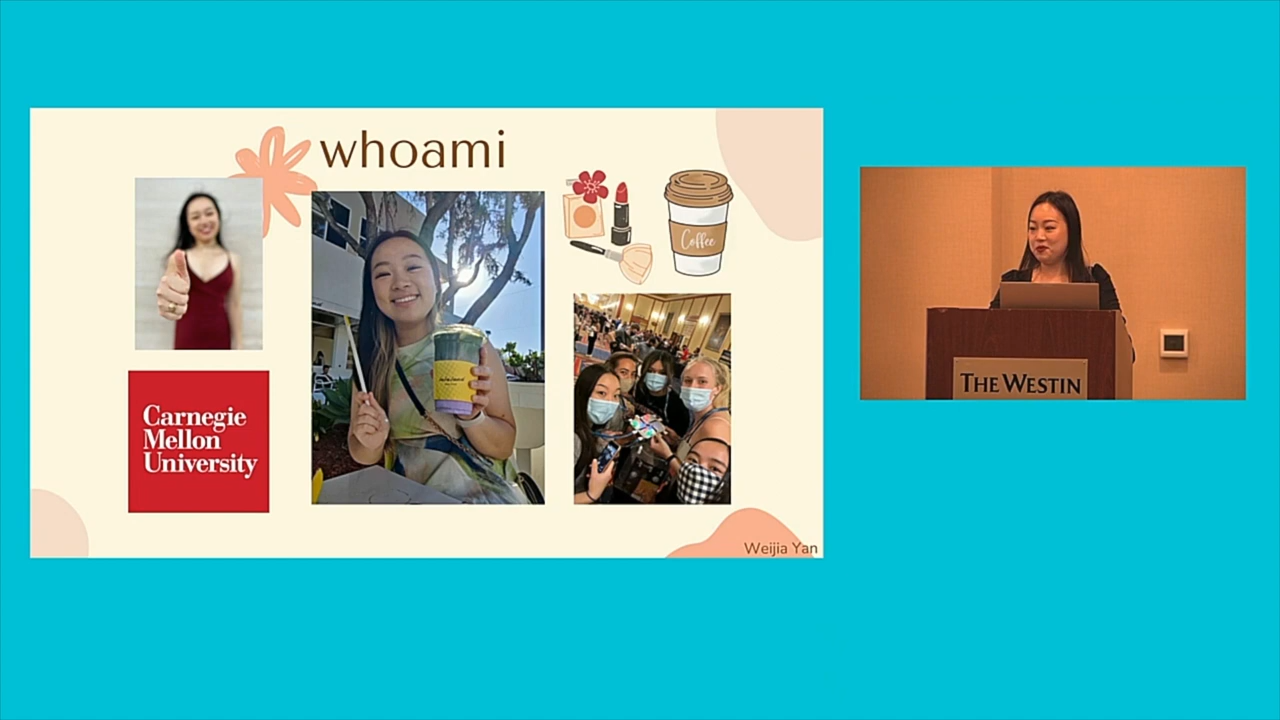 whoami
Coffee
Carnegie
Mellon
University
Weijia Yan
THE WESTIN